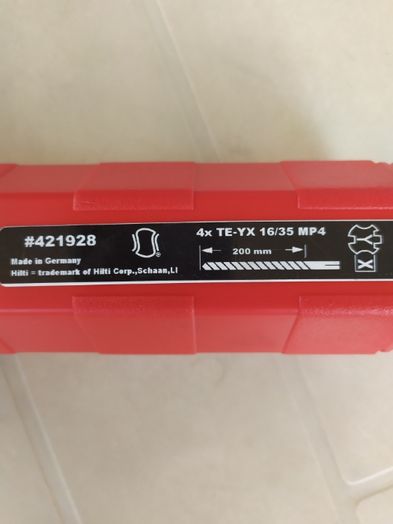 #421928
Made in Germany
Hilti = trademark of Hilti Corp.,Schaan,LI
®
4x TE-YX 16/35 MP4
200 mm
Y
X